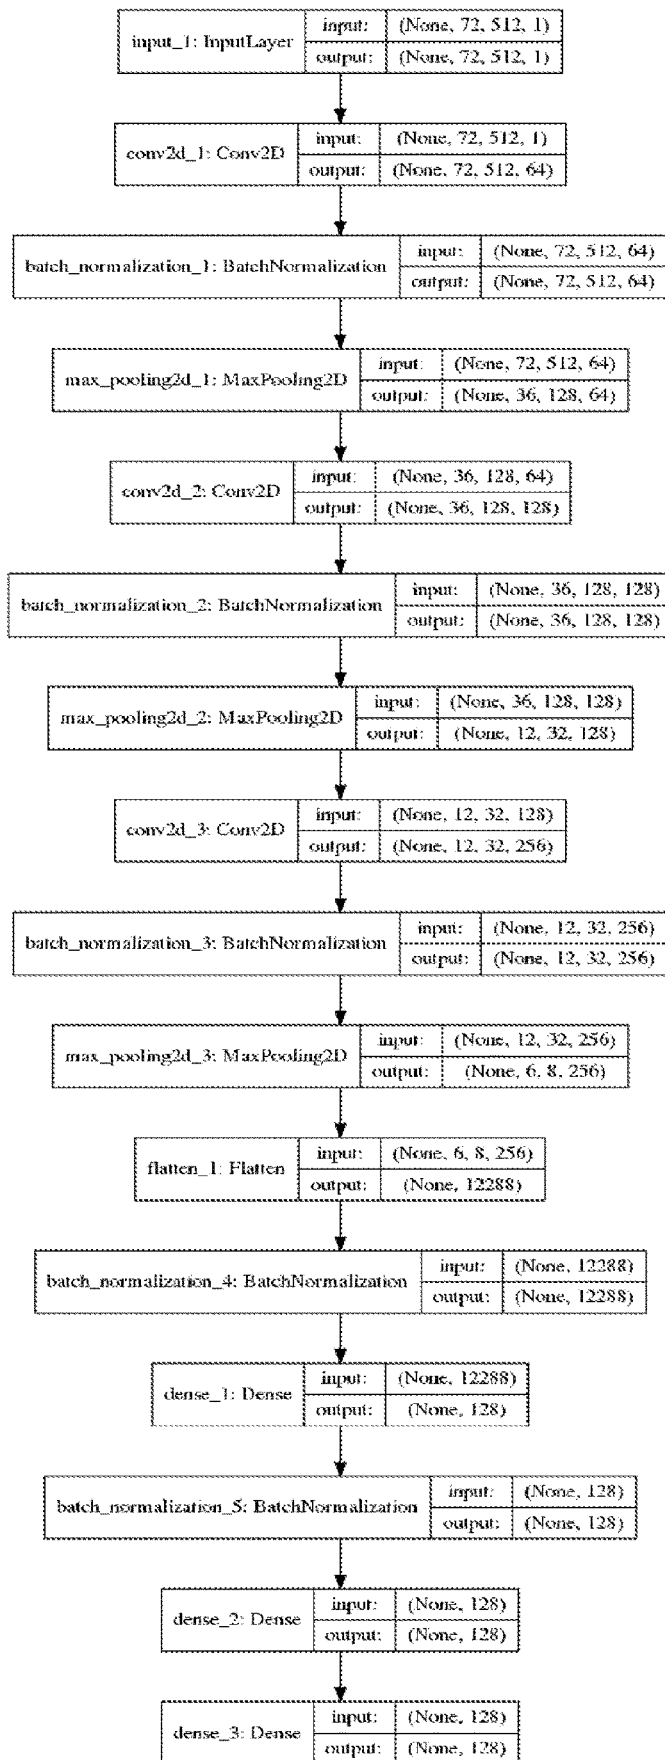 input_1: InputLayer
input: (None, 72, 512, 1)
output: (None, 72, 512, 1)
conv2d_1: Conv2D
input: (None, 72, 512, 1)
output: (None, 72, 512, 64)
batch_normalization_1: BatchNormalization
input: (None, 72, 512, 64)
output: (None, 72, 512, 64)
max_pooling2d_1: MaxPooling2D
input: (None, 72, 512, 64)
output: (None, 36, 128, 64)
conv2d_2: Conv2D
input: (None, 36, 128, 64)
output: (None, 36, 128, 128)
batch_normalization_2: BatchNormalization
input: (None, 36, 128, 128)
output: (None, 36, 128, 128)
max_pooling2d_2: MaxPooling2D
input: (None, 36, 128, 128)
output: (None, 12, 32, 128)
conv2d_3: Conv2D
input: (None, 12, 32, 128)
output: (None, 12, 32, 256)
batch_normalization_3: BatchNormalization
input: (None, 12, 32, 256)
output: (None, 12, 32, 256)
max_pooling2d_3: MaxPooling2D
input: (None, 12, 32, 256)
output: (None, 6, 8, 256)
flatten_1: Flatten
input: (None, 6, 8, 256)
output: (None, 12288)
batch_normalization_4: BatchNormalization
input: (None, 12288)
output: (None, 12288)
dense_1: Dense
input: (None, 12288)
output: (None, 128)
batch_normalization_5: BatchNormalization
input: (None, 128)
output: (None, 128)
dense_2: Dense
input: (None, 128)
output: (None, 128)
dense_3: Dense
input: (None, 128)
output: (None, 128)